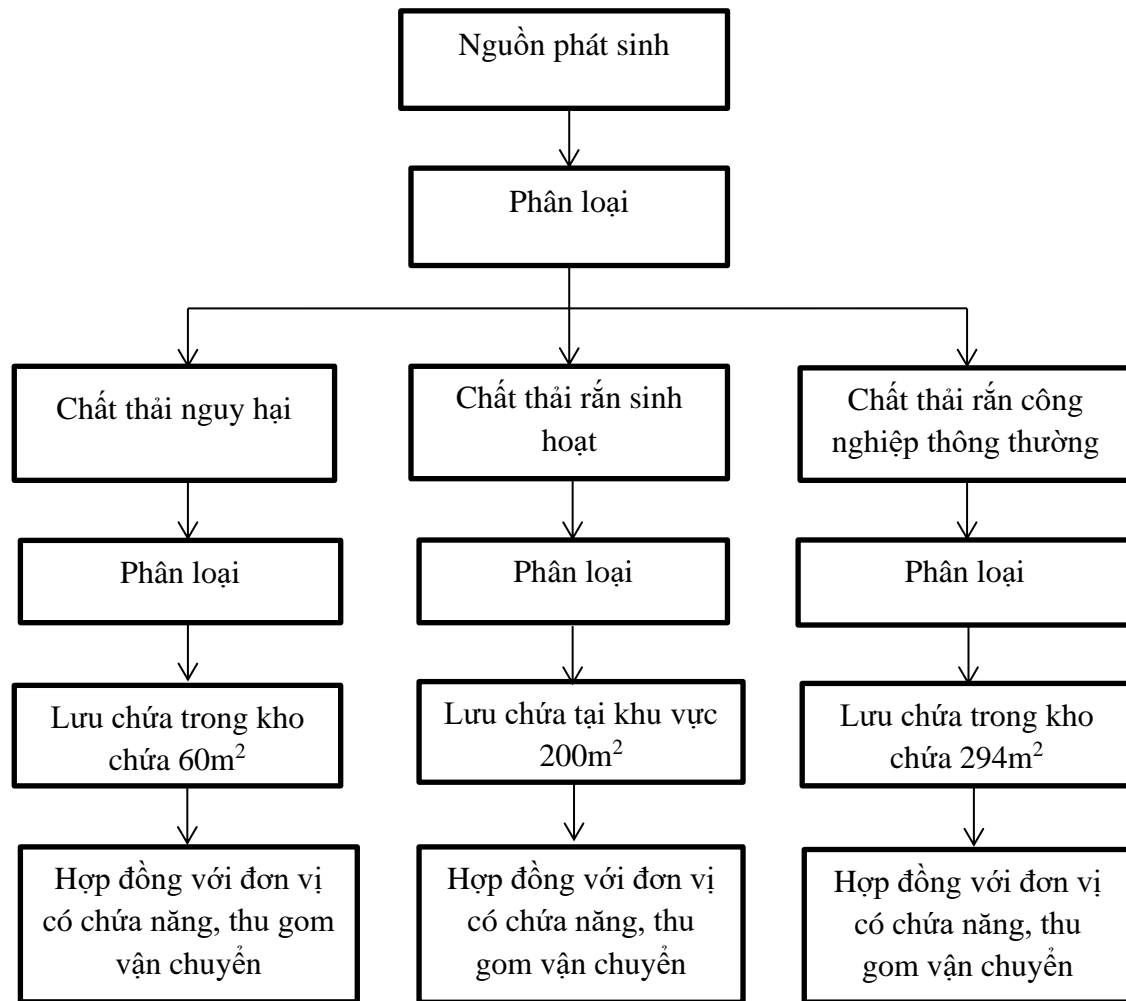 Nguồn phát sinh
Phân loại
Chất thải nguy hại
Chất thải rắn sinh
hoạt
Chất thải rắn công
nghiệp thông thường
Phân loại
Phân loại
Phân loại
Lưu chứa trong kho
chứa 60m²
Lưu chứa tại khu vực
200m²
Lưu chứa trong kho
chứa 294m²
Hợp đồng với đơn vị
có chứa năng, thu gom
vận chuyển
Hợp đồng với đơn vị
có chứa năng, thu
gom vận chuyển
Hợp đồng với đơn vị
có chứa năng, thu
gom vận chuyển